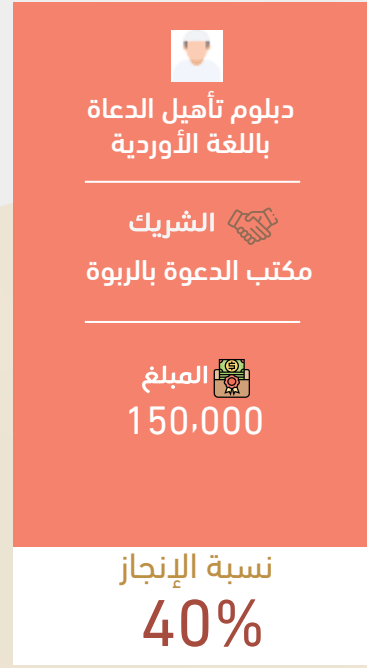 دبلوم تأهيل الدعاة
باللغة الأوردية
الشريك
مكتب الدعوة بالربوة
المبلغ
150,000
نسبة الإنجاز
40%